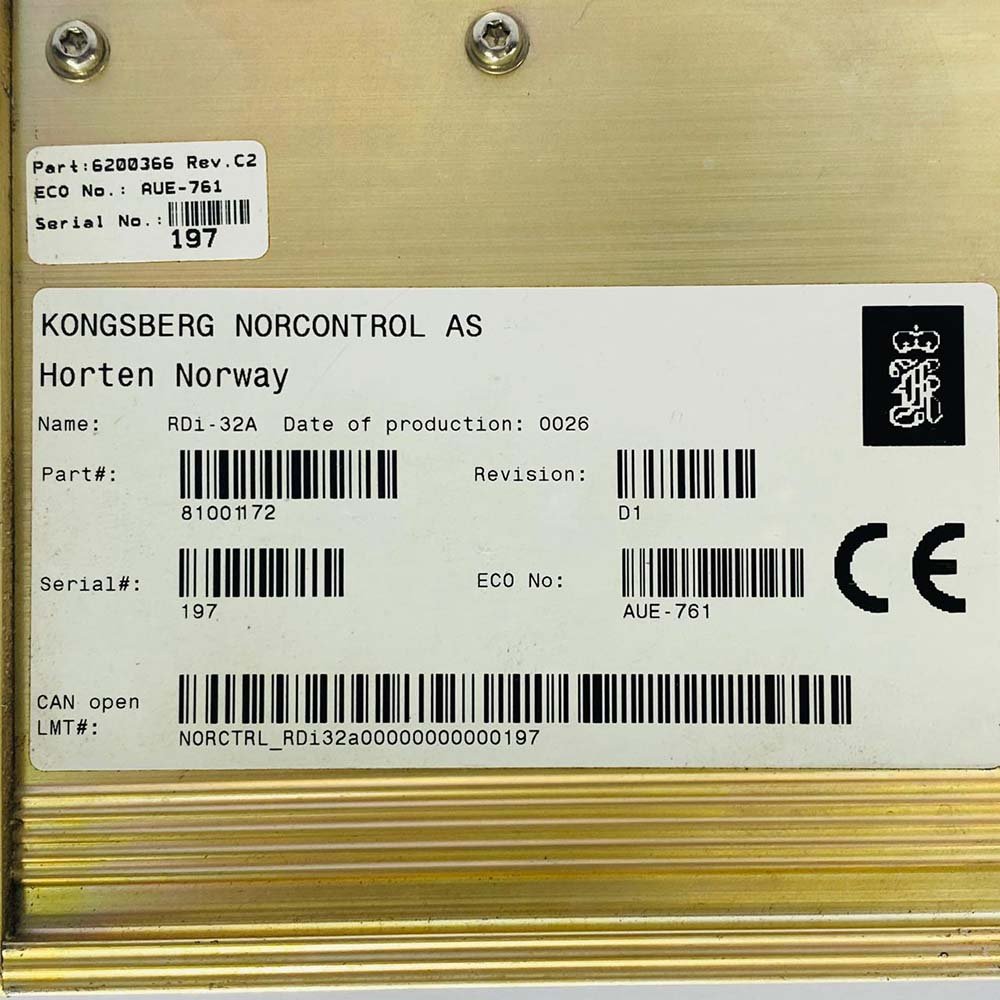 Part:6200366 Rev.C2
ECO No.: AUE-761
Serial No.:
197
KONGSBERG NORCONTROL AS
Horten Norway
Name: RDi-32A Date of production: 0026
Part#: Revision:
81001172 D1
Serial#: ECO No:
197 AUE-761
CE
CAN open
LMT#:
NORCTRL_RDi32a00000000000197